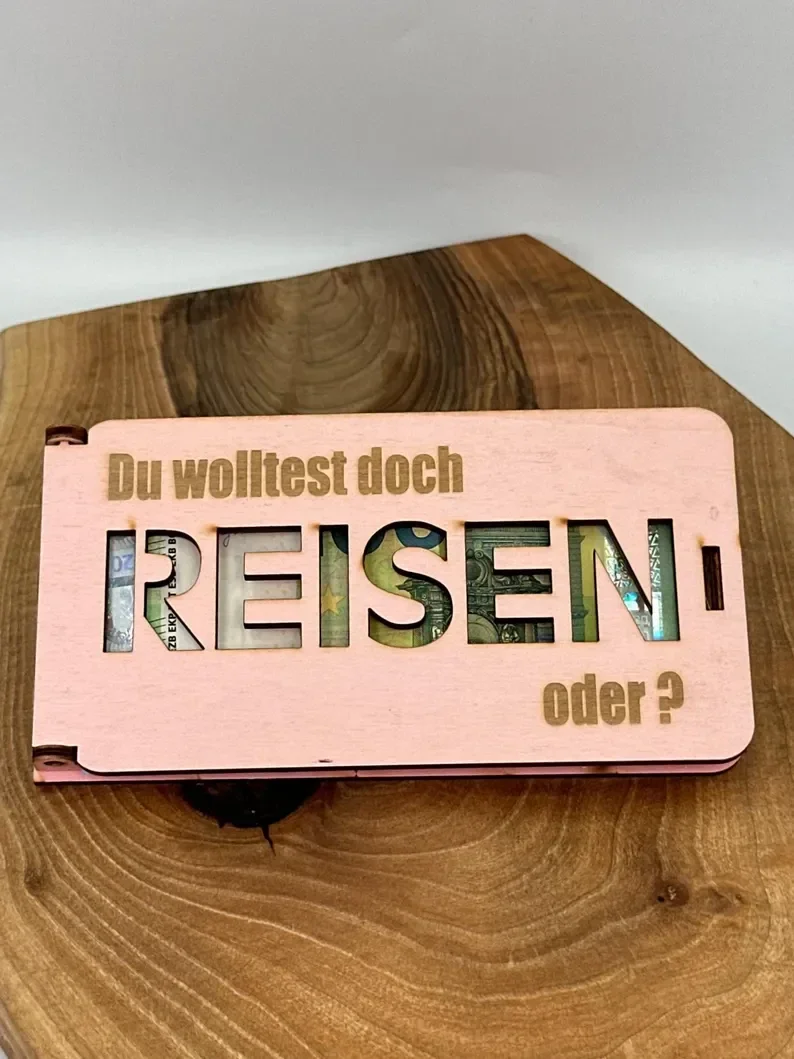 Du wolltest doch
REISEN
oder ?